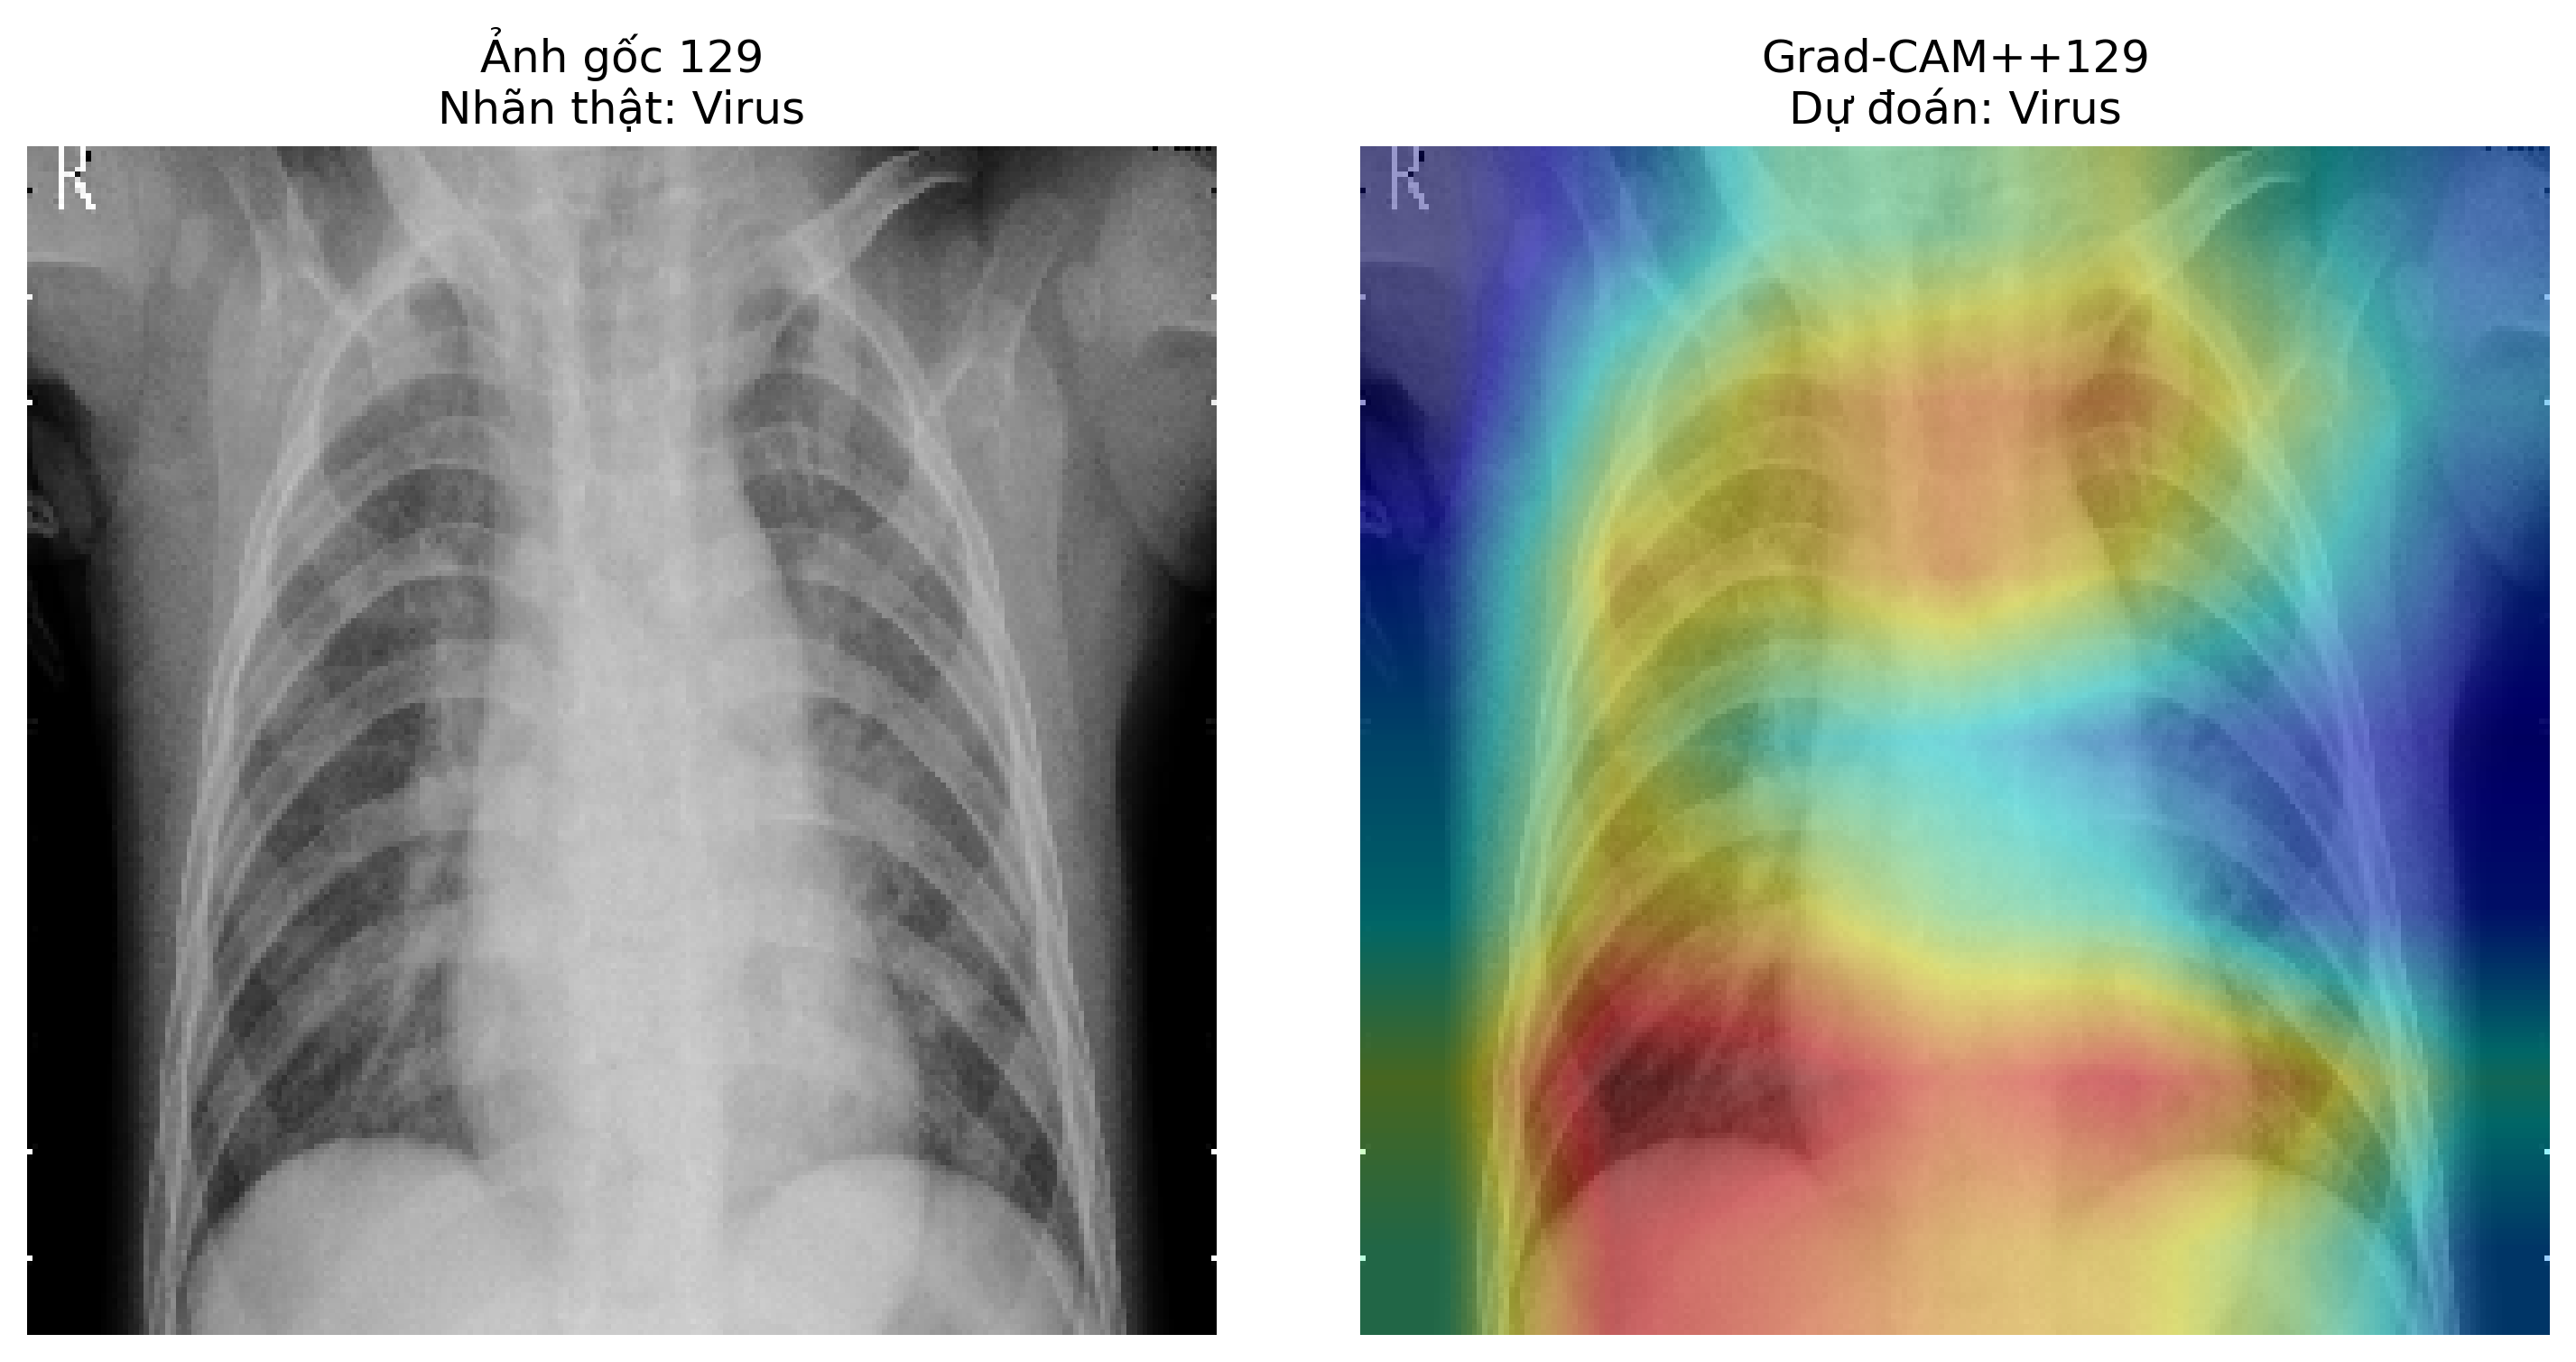 Ảnh gốc 129
Nhãn thật: Virus
Grad-CAM++129
Dự đoán: Virus
R
R